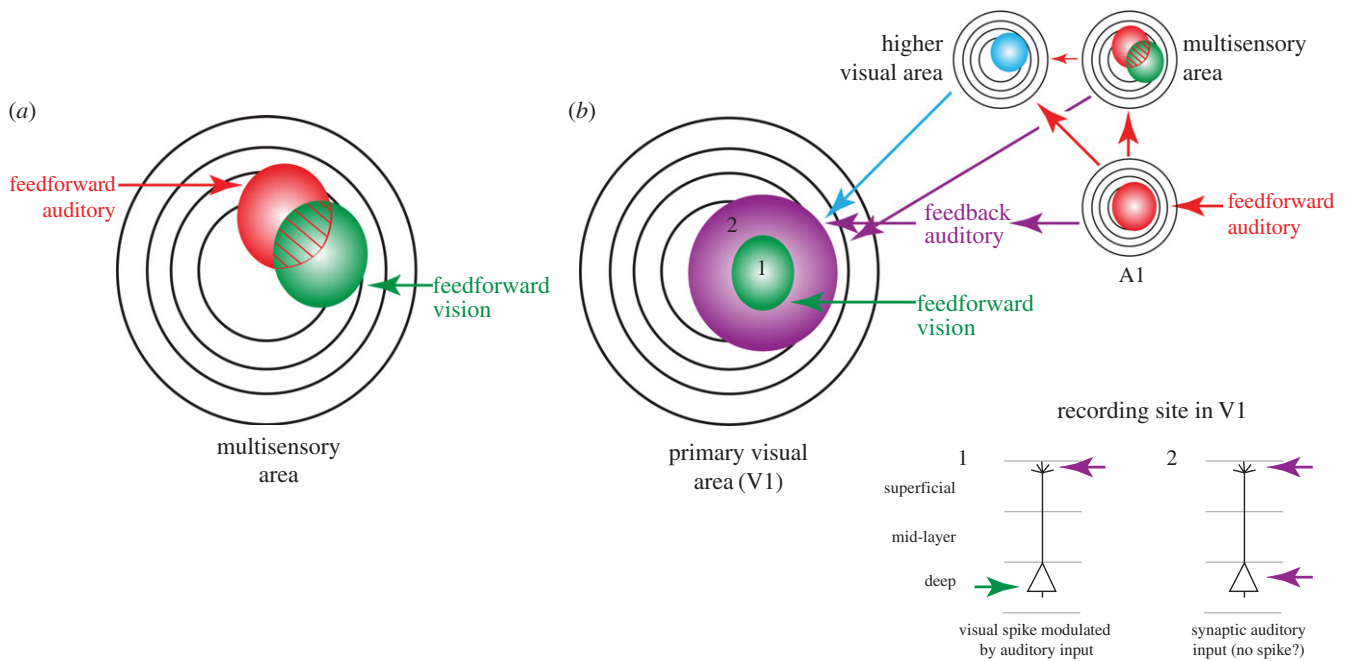 (a)
feedforward
auditory
feedforward
vision
multisensory
area
(b)
higher
visual area
multisensory
area
2
1
feedback
auditory
feedforward
auditory
A1
feedforward
vision
primary visual
area (V1)
recording site in V1
1
2
superficial
mid-layer
deep
visual spike modulated
by auditory input
synaptic auditory
input (no spike?)